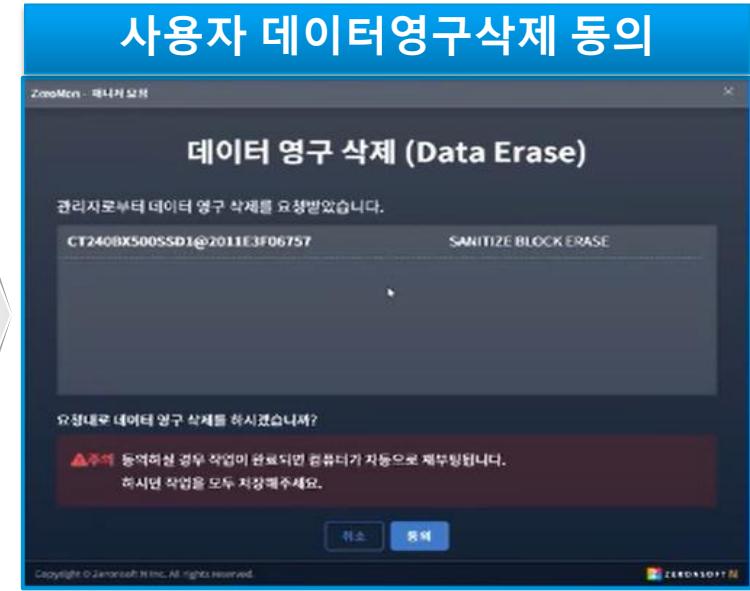 사용자 데이터영구삭제 동의
ZeroMon - 매니저 요청
데이터 영구 삭제 (Data Erase)
관리자로부터 데이터 영구 삭제를 요청받았습니다.
CT240BX500SSD1@2011E3F06757 SANITIZE BLOCK ERASE
요청대로 데이터 영구 삭제를 하시겠습니까?
주의 동의하실 경우 작업이 완료되면 컴퓨터가 자동으로 재부팅됩니다.
하시던 작업을 모두 저장해주세요.
취소 동의
Copyright © Zeronsoft N Inc. All rights reserved. ZERONSOFT N